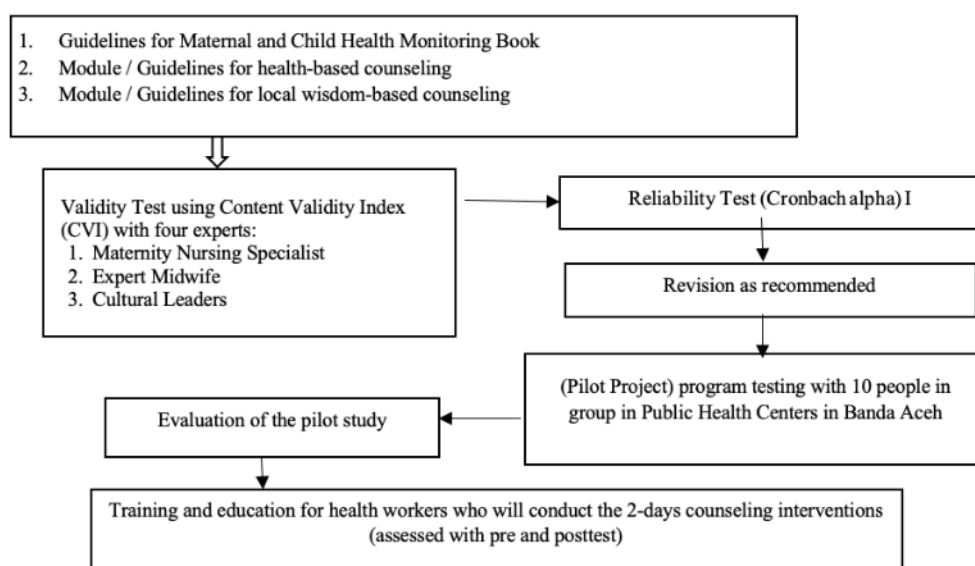 1. Guidelines for Maternal and Child Health Monitoring Book
2. Module / Guidelines for health-based counseling
3. Module / Guidelines for local wisdom-based counseling
Validity Test using Content Validity Index
(CVI) with four experts:
1. Maternity Nursing Specialist
2. Expert Midwife
3. Cultural Leaders
Reliability Test (Cronbach alpha) I
Revision as recommended
(Pilot Project) program testing with 10 people in
group in Public Health Centers in Banda Aceh
Evaluation of the pilot study
Training and education for health workers who will conduct the 2-days counseling interventions
(assessed with pre and posttest)